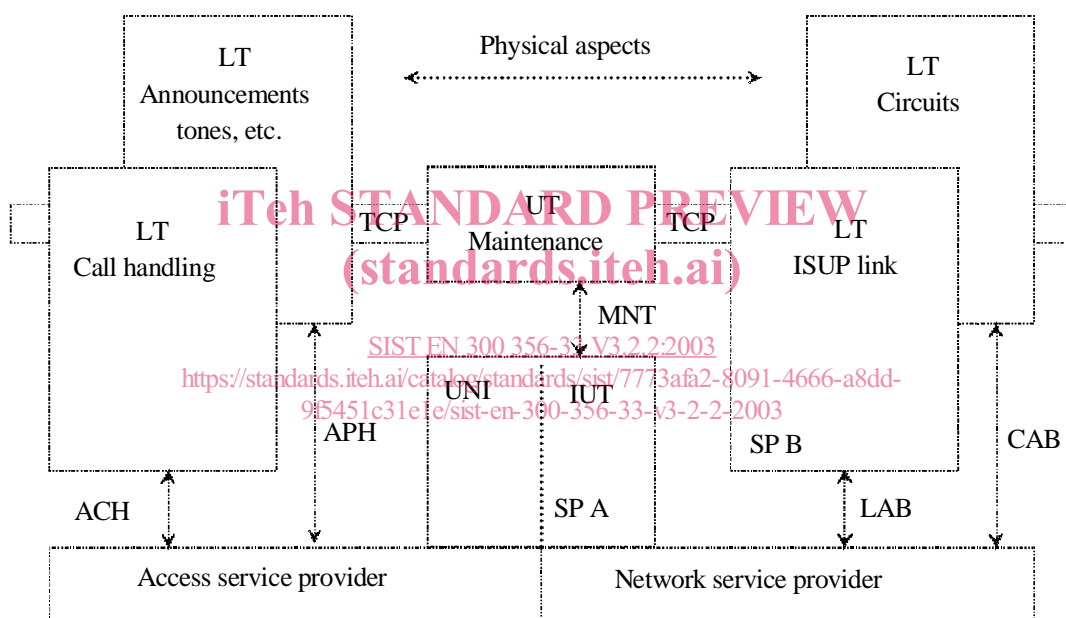 LT
Announcements
tones, etc.
Physical aspects
LT
Circuits
iTeh STANDARD PREVIEW
(standards.iteh.ai)
LT
Call handling
TCP
UT
Maintenance
TCP
LT
ISUP link
MNT
SIST EN 300 356-33 V3.2.2:2003
https://standards.iteh.ai/catalog/standards/sist/7773afa2-8091-4666-a8dd-
9f5451c31e1e/sist-en-300-356-33-v3-2-2-2003
UNI
IUT
APH
SP B
CAB
ACH
SP A
LAB
Access service provider
Network service provider